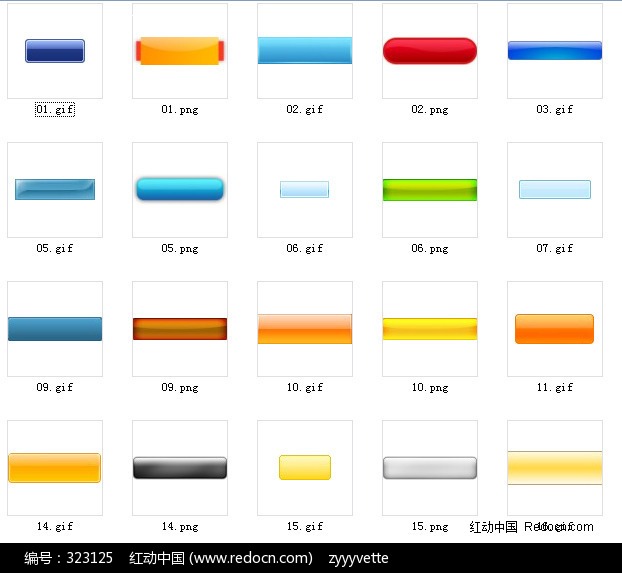 01.gif 01.png 02.gif 02.png 03.gif
05.gif 05.png 06.gif 06.png 07.gif
09.gif 09.png 10.gif 10.png 11.gif
14.gif 14.png 15.gif 15.png 16.gif
红动中国 Redocn.com
编号：323125 红动中国 (www.redocn.com) zyyyvette